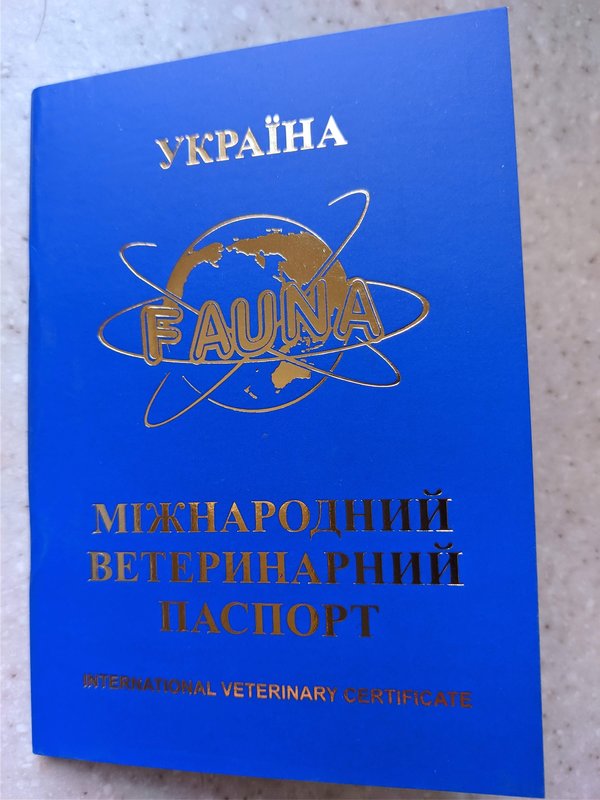 УКРАЇНА
FAUNA
МІЖНАРОДНИЙ
ВЕТЕРИНАРНИЙ
ПАСПОРТ
INTERNATIONAL VETERINARY CERTIFICATE